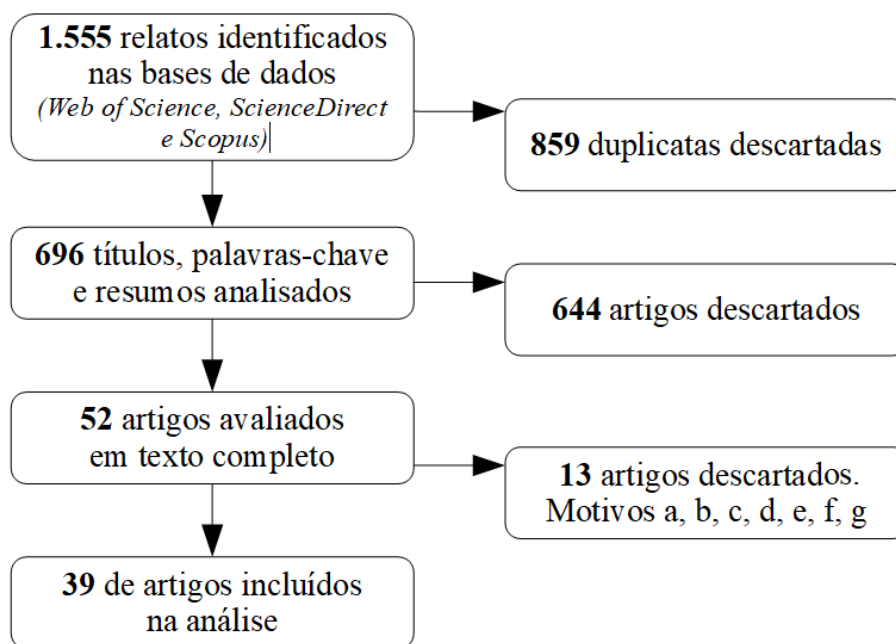 1.555 relatos identificados
nas bases de dados
(Web of Science, ScienceDirect
e Scopus)
859 duplicatas descartadas
696 títulos, palavras-chave
e resumos analisados
644 artigos descartados
52 artigos avaliados
em texto completo
13 artigos descartados.
Motivos a, b, c, d, e, f, g
39 de artigos incluídos
na análise